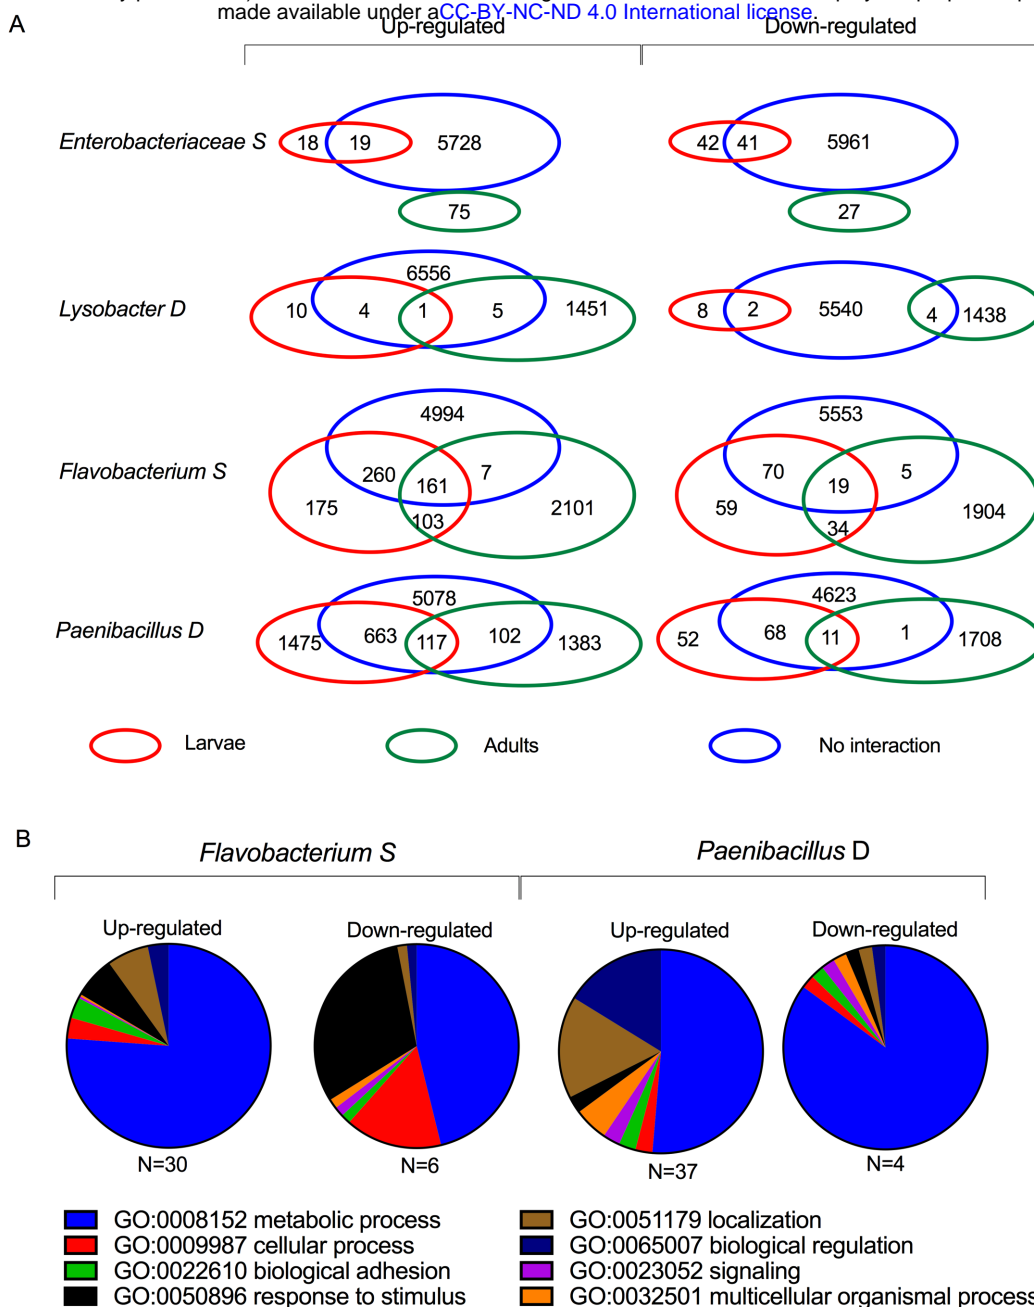 made available under aCC-BY-NC-ND 4.0 International license.
A
Up-regulated Down-regulated
Enterobacteriaceae S 18 19 5728 42 41 5961
75 27
6556
Lysobacter D 10 4 1 5 1451 8 2 5540 4 1438
4994 5553
Flavobacterium S 260 161 7 70 19 5
175 2101 59 1904
103 34
5078 4623
Paenibacillus D 1475 663 117 102 1383 52 68 11 1 1708
Larvae Adults No interaction
B
Flavobacterium S Paenibacillus D
Up-regulated Down-regulated Up-regulated Down-regulated
N=30 N=6 N=37 N=4
GO:0008152 metabolic process GO:0051179 localization
GO:0009987 cellular process GO:0065007 biological regulation
GO:0022610 biological adhesion GO:0023052 signaling
GO:0050896 response to stimulus GO:0032501 multicellular organismal process